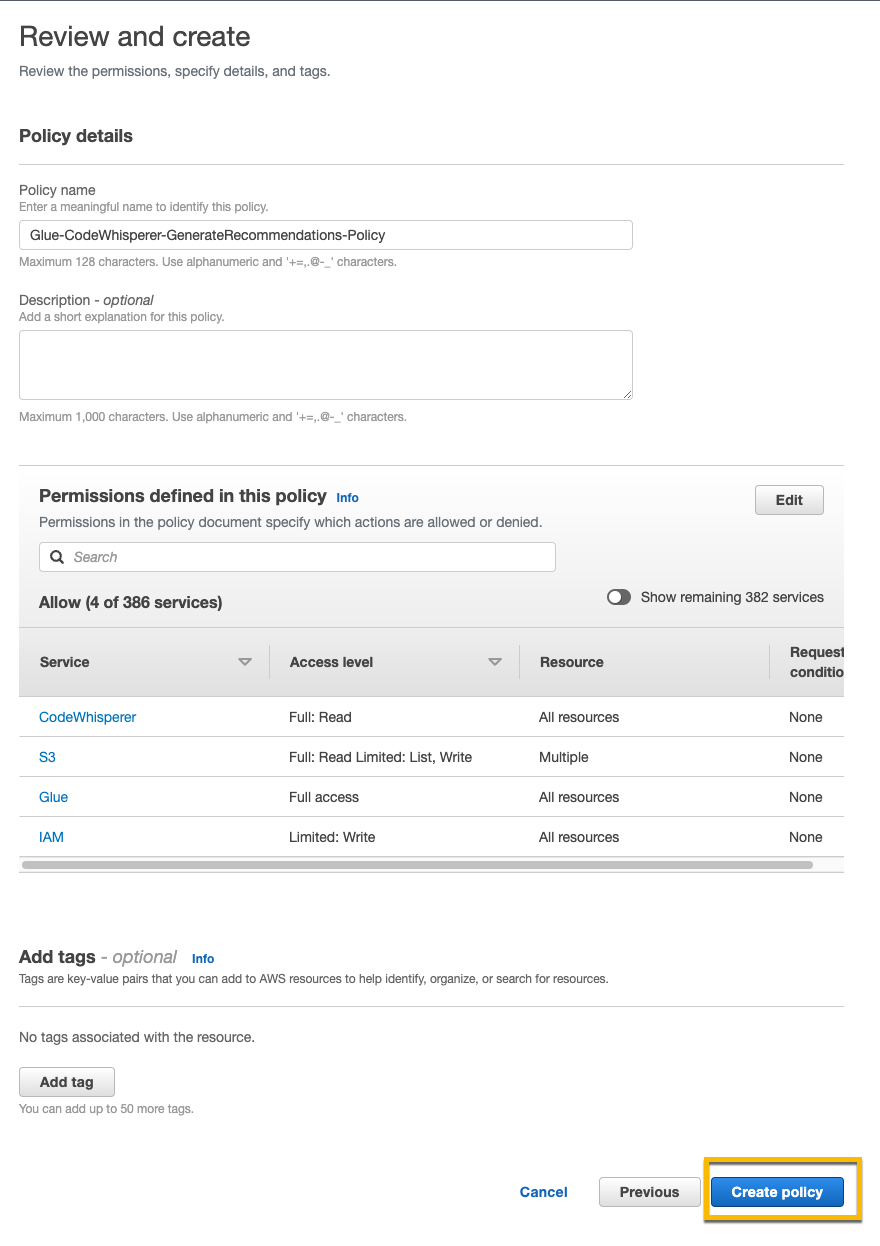 Review and create
Review the permissions, specify details, and tags.
Policy details
Policy name
Enter a meaningful name to identify this policy.
Glue-CodeWhisperer-GenerateRecommendations-Policy
Maximum 128 characters. Use alphanumeric and '+=,.@-_' characters.
Description - optional
Add a short explanation for this policy.
Maximum 1,000 characters. Use alphanumeric and '+=,.@-_' characters.
Permissions defined in this policy Info
Edit
Permissions in the policy document specify which actions are allowed or denied.
Search
Allow (4 of 386 services)
Show remaining 382 services
Service Access level Resource Request
conditio
CodeWhisperer Full: Read All resources None
S3 Full: Read Limited: List, Write Multiple None
Glue Full access All resources None
IAM Limited: Write All resources None
Add tags - optional Info
Tags are key-value pairs that you can add to AWS resources to help identify, organize, or search for resources.
No tags associated with the resource.
Add tag
You can add up to 50 more tags.
Cancel Previous Create policy